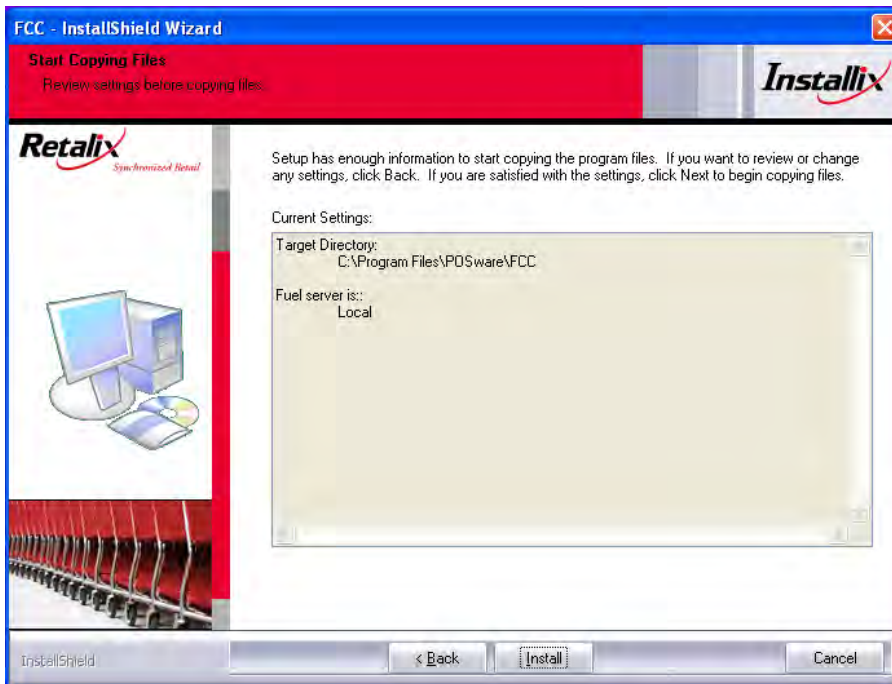 FCC - InstallShield Wizard
Start Copying Files
Review settings before copying files.
Installix
Retalix
Synchronized Retail
Setup has enough information to start copying the program files. If you want to review or change
any settings, click Back. If you are satisfied with the settings, click Next to begin copying files.
Current Settings:
Target Directory:
C:\Program Files\POSware\FCC
Fuel server is::
Local
InstallShield
< Back
Install
Cancel